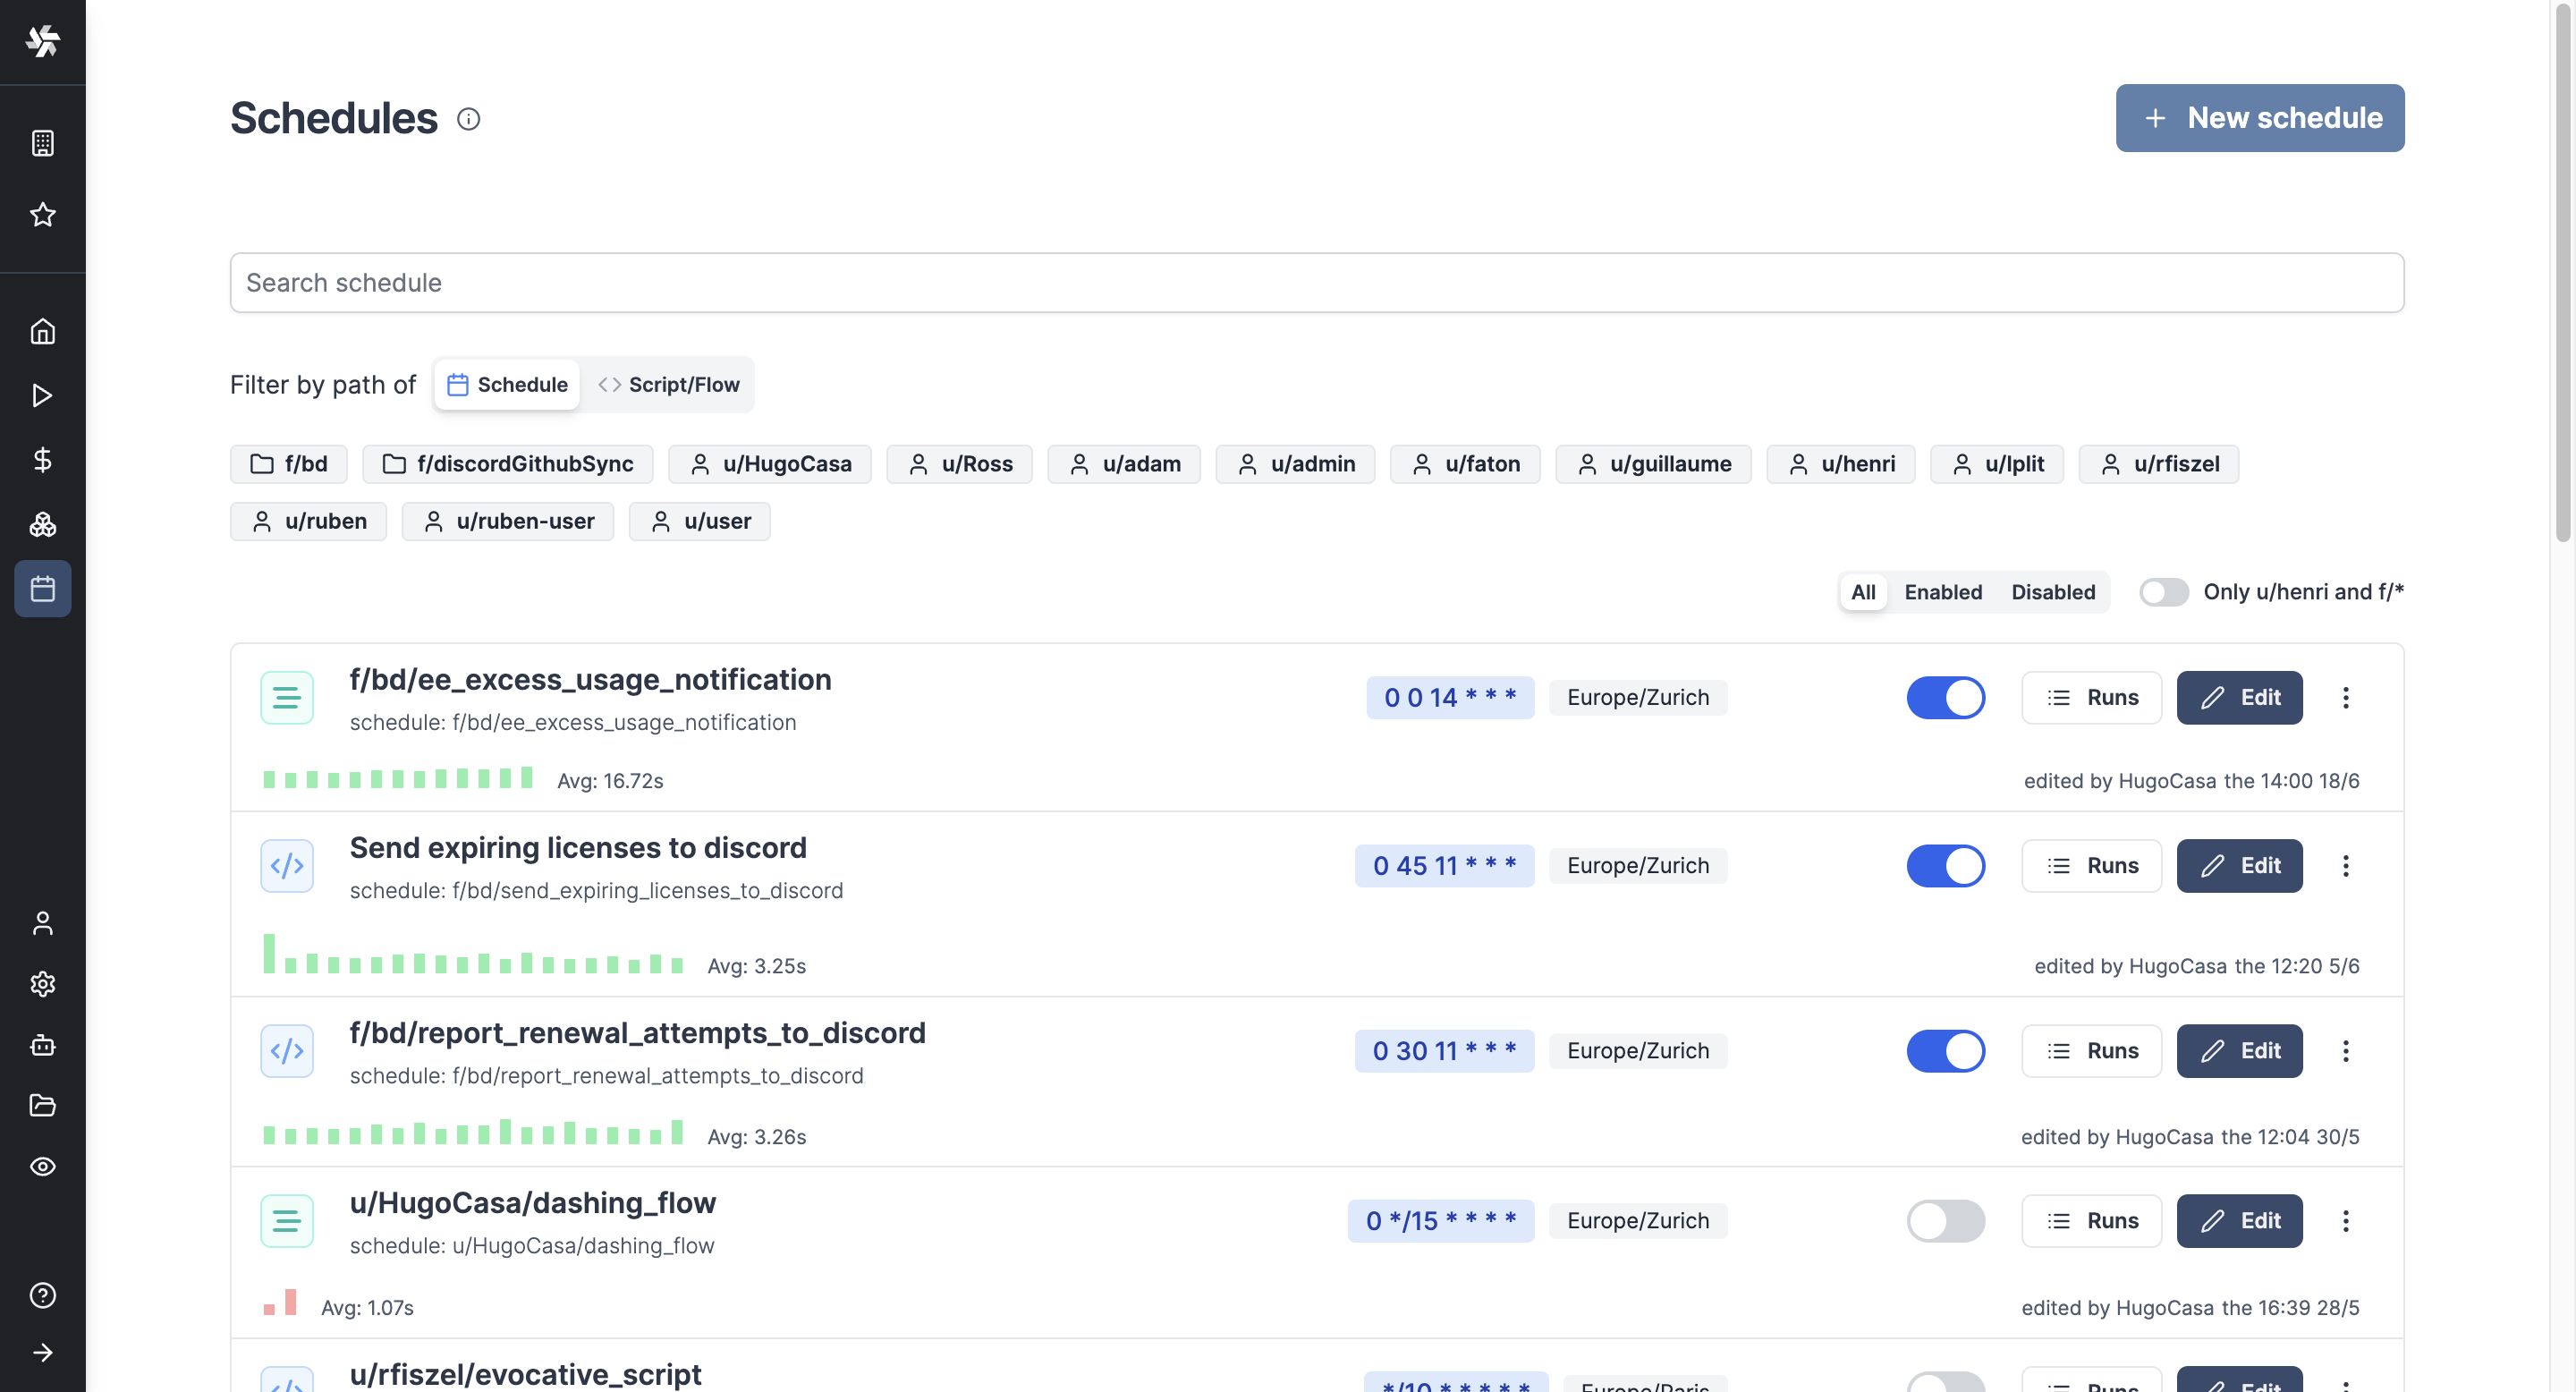 Schedules
+ New schedule
Search schedule
Filter by path of Schedule Script/Flow
f/bd f/discordGithubSync u/HugoCasa u/Ross u/adam u/admin u/faton u/guillaume u/henri u/lplit u/rfiszel
u/ruben u/ruben-user u/user
All Enabled Disabled Only u/henri and f/*
f/bd/ee_excess_usage_notification
schedule: f/bd/ee_excess_usage_notification
0 0 14 * * * Europe/Zurich Runs Edit
Avg: 16.72s edited by HugoCasa the 14:00 18/6
Send expiring licenses to discord
schedule: f/bd/send_expiring_licenses_to_discord
0 45 11 * * * Europe/Zurich Runs Edit
Avg: 3.25s edited by HugoCasa the 12:20 5/6
f/bd/report_renewal_attempts_to_discord
schedule: f/bd/report_renewal_attempts_to_discord
0 30 11 * * * Europe/Zurich Runs Edit
Avg: 3.26s edited by HugoCasa the 12:04 30/5
u/HugoCasa/dashing_flow
schedule: u/HugoCasa/dashing_flow
0 */15 * * * * Europe/Zurich Runs Edit
Avg: 1.07s edited by HugoCasa the 16:39 28/5
u/rfiszel/evocative_script
*/10 * * * * * Europe/Paris Runs Edit